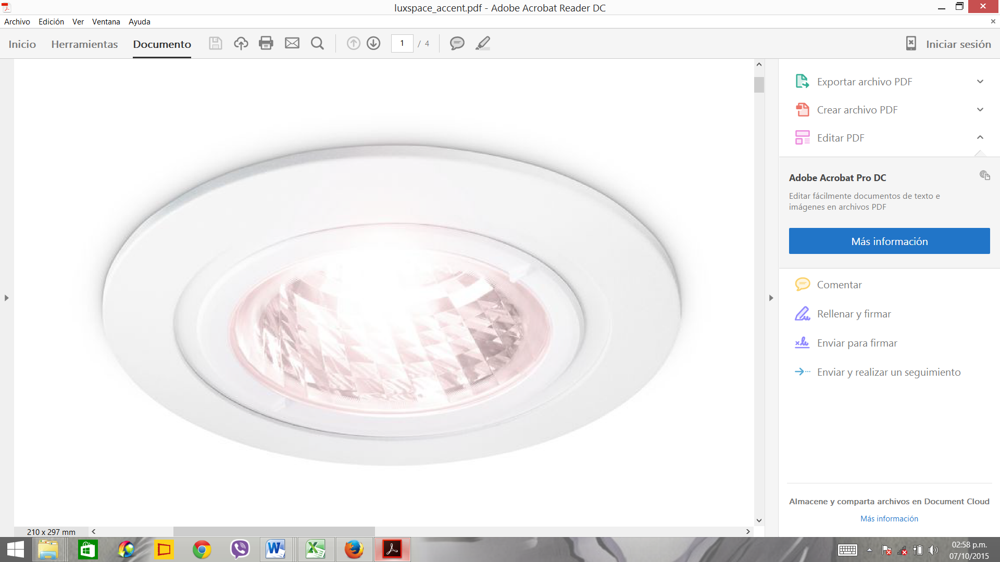 luxspace_accent.pdf - Adobe Acrobat Reader DC
Archivo Edición Ver Ventana Ayuda
Inicio Herramientas Documento 1 / 4 Iniciar sesión
Exportar archivo PDF
Crear archivo PDF
Editar PDF
Adobe Acrobat Pro DC
Editar fácilmente documentos de texto e
imágenes en archivos PDF
Más información
Comentar
Rellenar y firmar
Enviar para firmar
Enviar y realizar un seguimiento
Almacene y comparta archivos en Document Cloud
Más información
210 x 297 mm
02:58 p.m.
07/10/2015